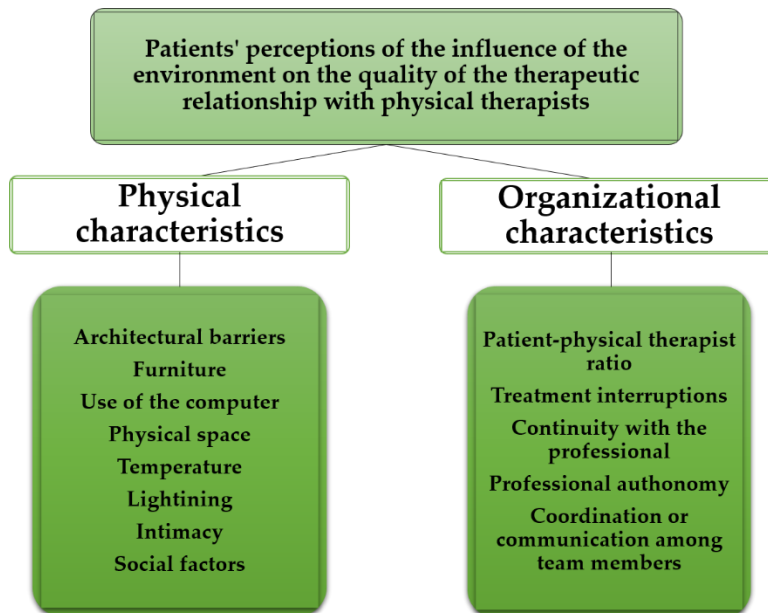 Patients' perceptions of the influence of the
environment on the quality of the therapeutic
relationship with physical therapists
Physical
characteristics
Architectural barriers
Furniture
Use of the computer
Physical space
Temperature
Lightining
Intimacy
Social factors
Organizational
characteristics
Patient-physical therapist
ratio
Treatment interruptions
Continuity with the
professional
Professional authonomy
Coordination or
communication among
team members